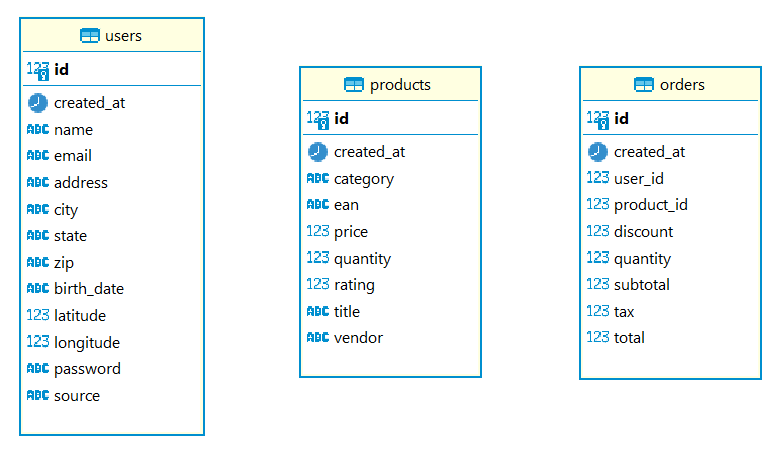 users
123 id
created_at
ABC name
ABC email
ABC address
ABC city
ABC state
ABC zip
ABC birth_date
123 latitude
123 longitude
ABC password
ABC source
products
123 id
created_at
ABC category
ABC ean
123 price
123 quantity
123 rating
ABC title
ABC vendor
orders
123 id
created_at
123 user_id
123 product_id
123 discount
123 quantity
123 subtotal
123 tax
123 total